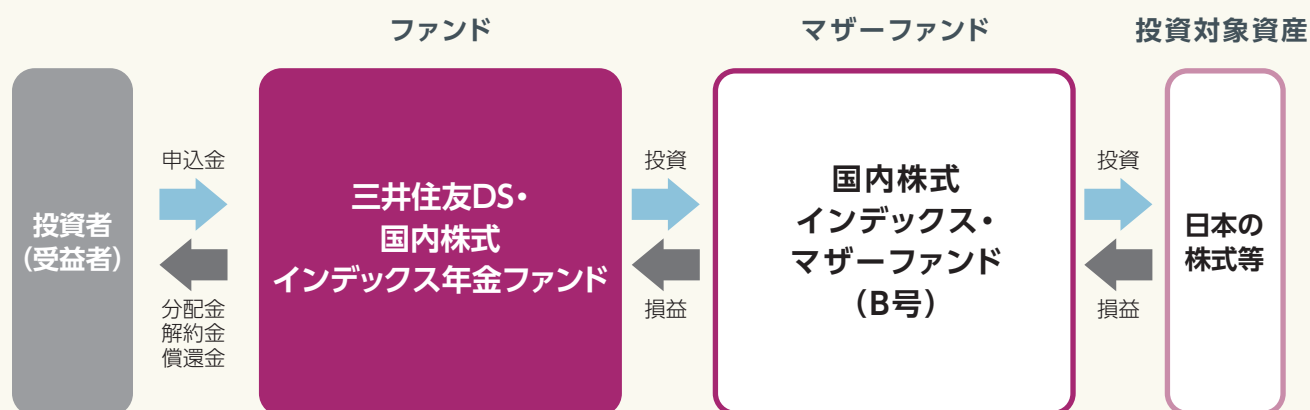 ファンド
マザーファンド
投資対象資産
投資者
（受益者）
申込金
分配金
解約金
償還金
三井住友DS・
国内株式
インデックス年金ファンド
投資
損益
国内株式
インデックス・
マザーファンド
（B号）
投資
損益
日本の
株式等